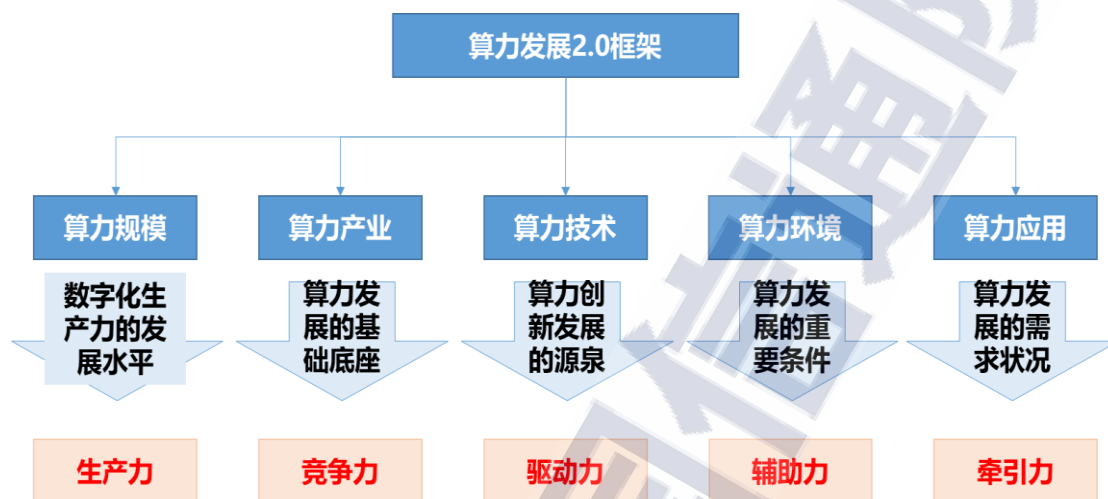 算力发展2.0框架
算力规模
算力产业
算力技术
算力环境
算力应用
数字化生
产力的发
展水平
算力发
展的基
础底座
算力创
新发展
的源泉
算力发
展的重
要条件
算力发
展的需
求状况
生产力
竞争力
驱动力
辅助力
牵引力
信通